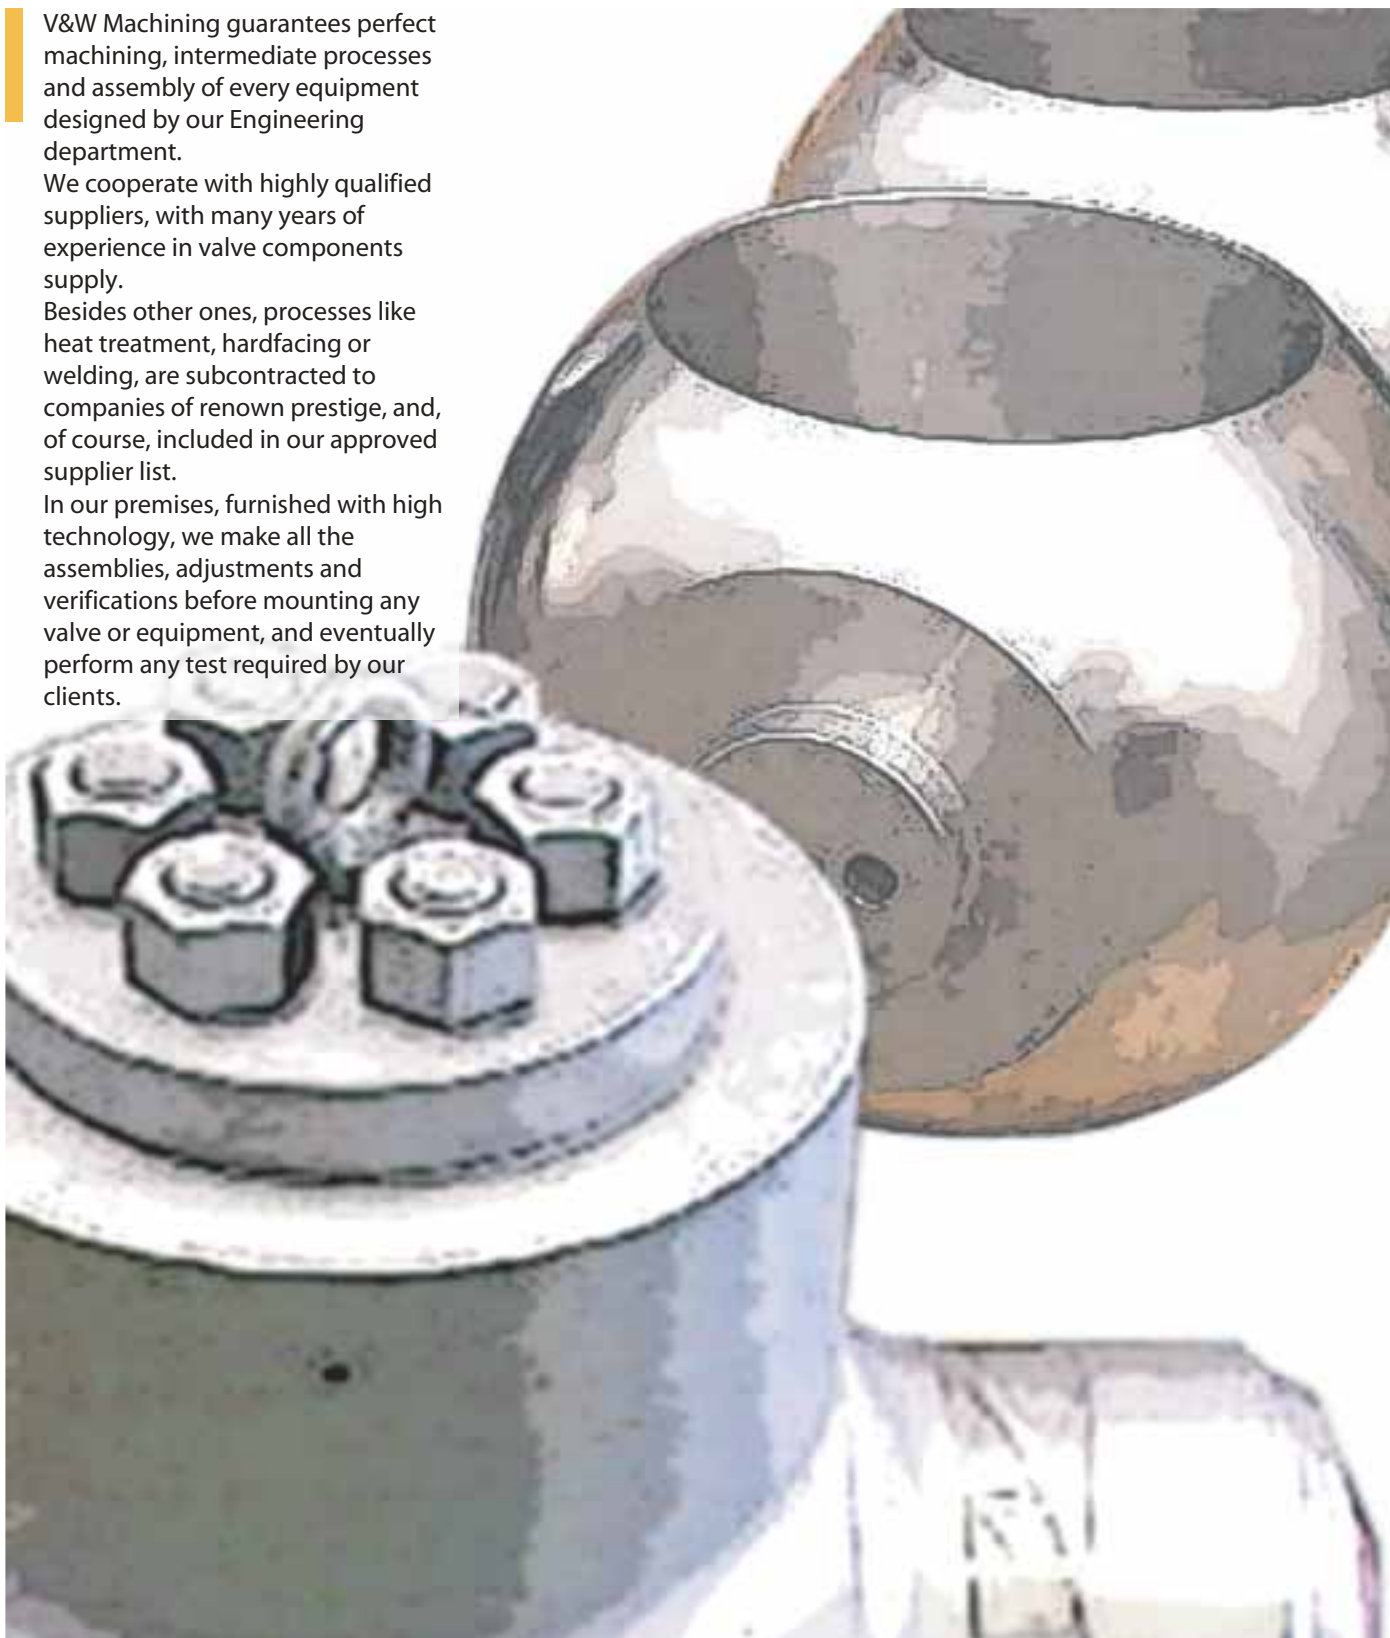 V&W Machining guarantees perfect
machining, intermediate processes
and assembly of every equipment
designed by our Engineering
department.
We cooperate with highly qualified
suppliers, with many years of
experience in valve components
supply.
Besides other ones, processes like
heat treatment, hardfacing or
welding, are subcontracted to
companies of renown prestige, and,
of course, included in our approved
supplier list.
In our premises, furnished with high
technology, we make all the
assemblies, adjustments and
verifications before mounting any
valve or equipment, and eventually
perform any test required by our
clients.